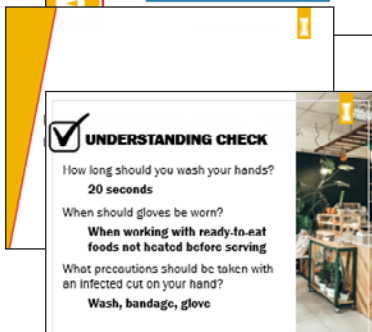 I
I
UNDERSTANDING CHECK
How long should you wash your hands?
20 seconds
When should gloves be worn?
When working with ready-to-eat
foods not heated before serving
What precautions should be taken with
an infected cut on your hand?
Wash, bandage, glove